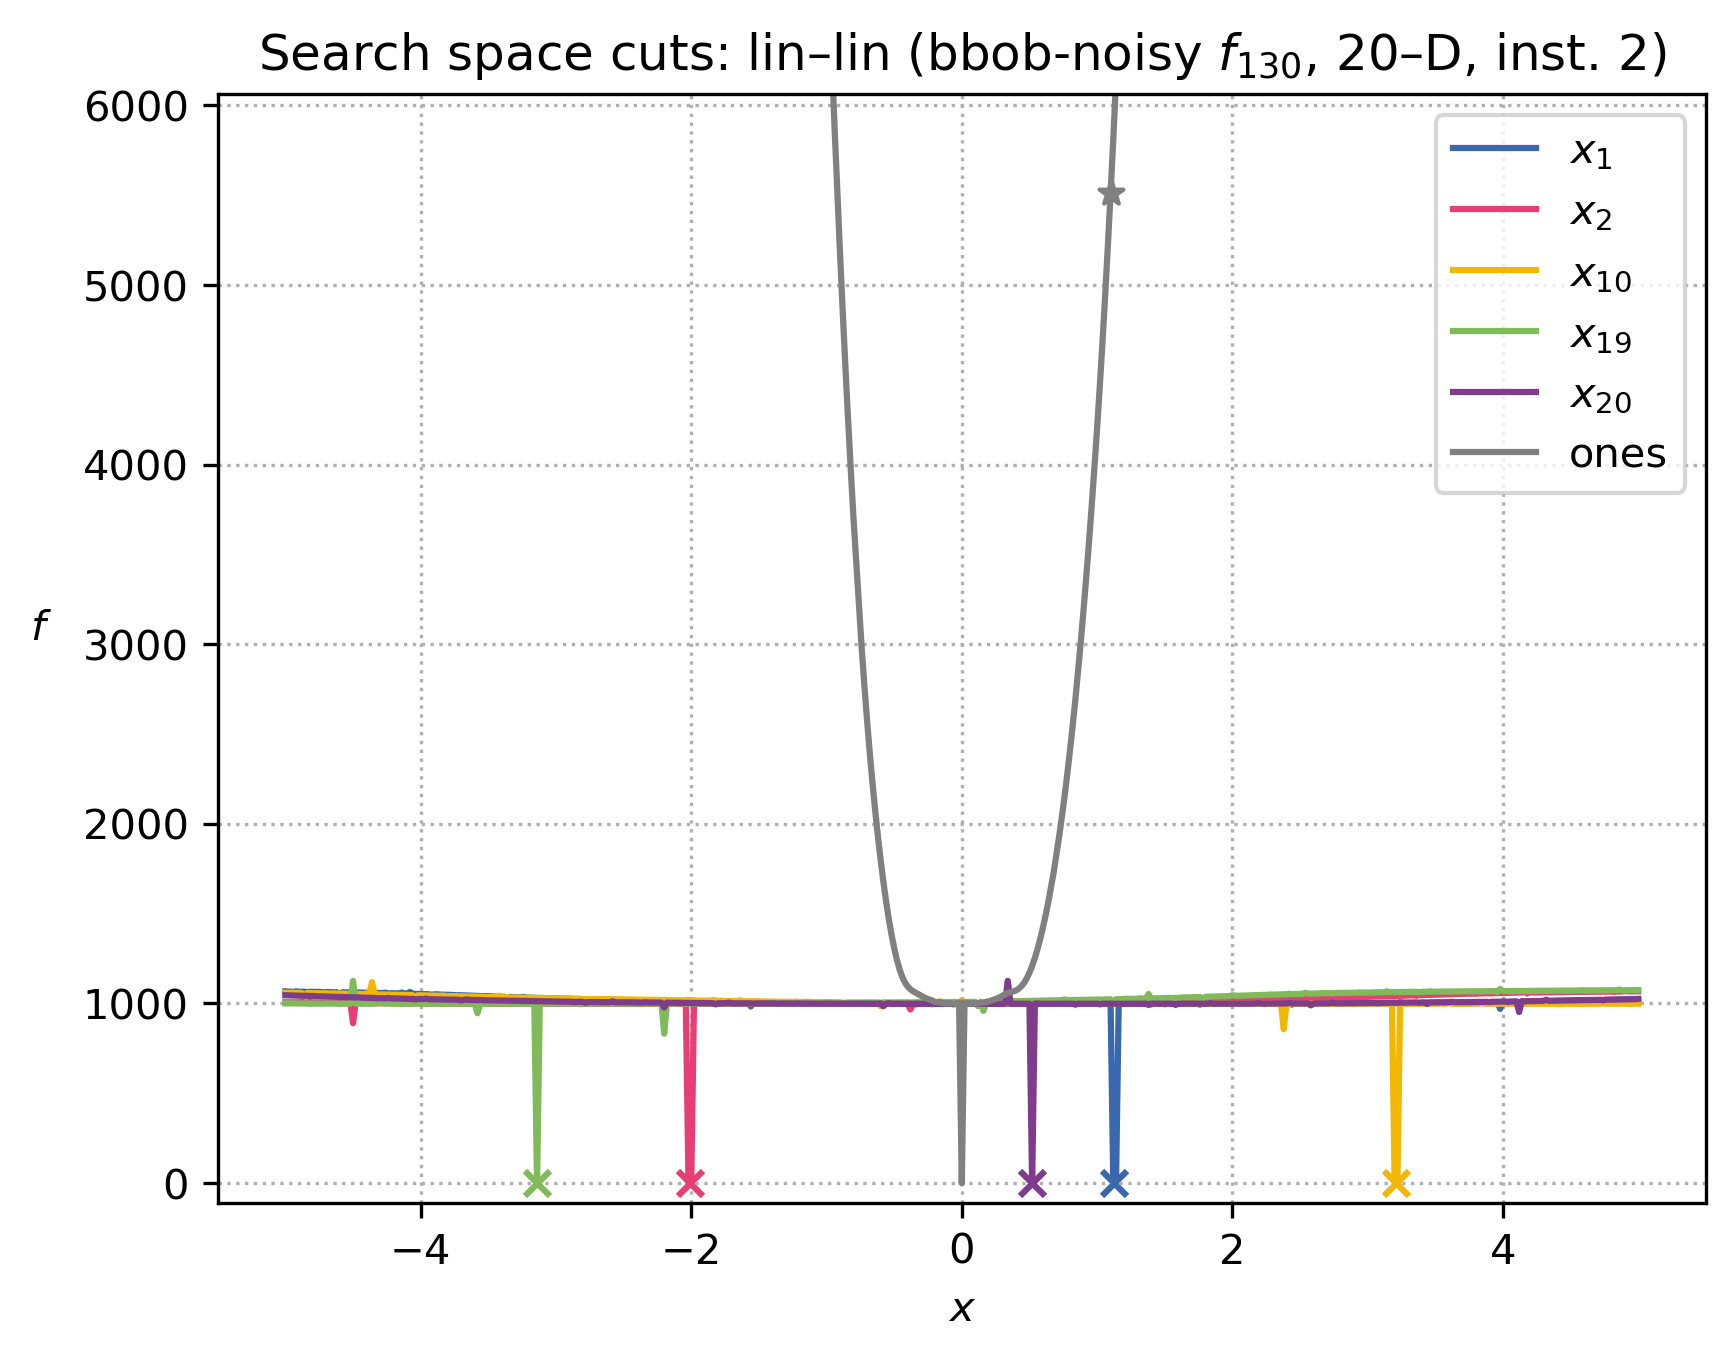 Search space cuts: lin–lin (bbob-noisy f₁₃₀, 20–D, inst. 2)
6000
5000
4000
3000
2000
1000
0
f
−4
−2
0
2
4
x
x₁
x₂
x₁₀
x₁₉
x₂₀
ones